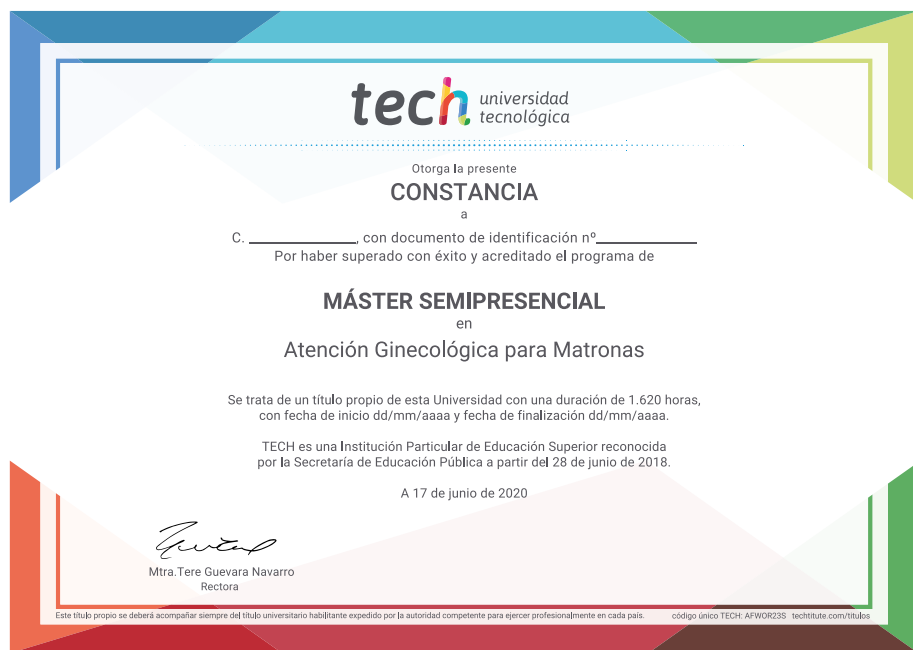 tech universidad
tecnológica
Otorga la presente
CONSTANCIA
a
C. ____________, con documento de identificación nº____________
Por haber superado con éxito y acreditado el programa de
MÁSTER SEMIPRESENCIAL
en
Atención Ginecológica para Matronas
Se trata de un título propio de esta Universidad con una duración de 1.620 horas,
con fecha de inicio dd/mm/aaaa y fecha de finalización dd/mm/aaaa.
TECH es una Institución Particular de Educación Superior reconocida
por la Secretaría de Educación Pública a partir del 28 de junio de 2018.
A 17 de junio de 2020
Mtra.Tere Guevara Navarro
Rectora
Este título propio se deberá acompañar siempre del título universitario habilitante expedido por la autoridad competente para ejercer profesionalmente en cada país. código único TECH: AFWOR23S techtitute.com/titulos